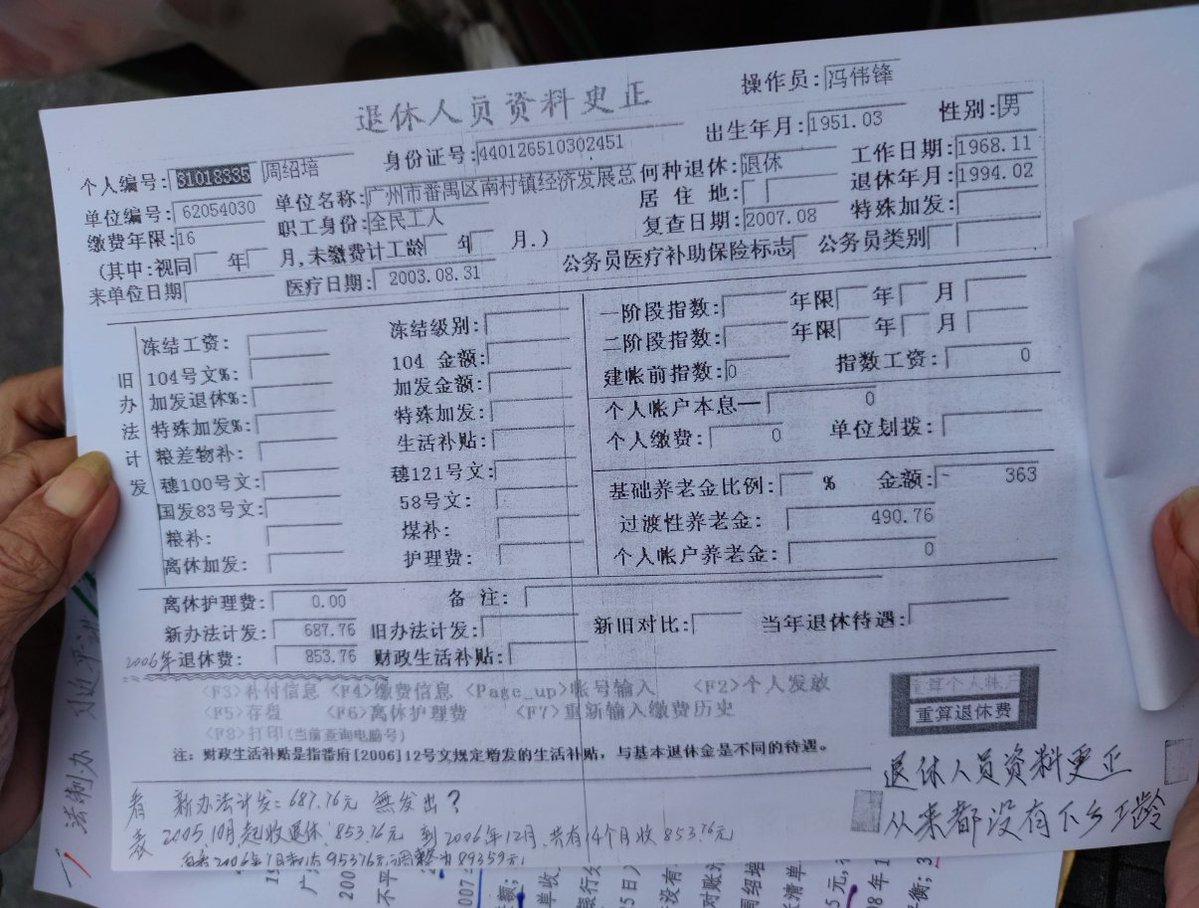 退休人员资料史正
操作员:冯伟锋
个人编号:81018335 周绍培 身份证号:440126510302451 出生年月:1951.03 性别:男
单位编号:62054030 单位名称:广州市番禺区南村镇经济发展总 何种退休:退休 工作日期:1968.11
缴费年限:16 职工身份:全民工人 居住地: 退休年月:1994.02
(其中:视同 年 月,未缴费计工龄 年 月.) 复查日期:2007.08 特殊加发:
来单位日期 医疗日期:2003.08.31 公务员医疗补助保险标志 公务员类别
旧办法计发
冻结工资: 冻结级别: 一阶段指数: 年限 年 月
104号文%: 104 金额: 二阶段指数: 年限 年 月
加发退休%: 加发金额: 建帐前指数:0 指数工资: 0
特殊加发%: 特殊加发: 个人帐户本息一 0
粮差物补: 生活补贴: 个人缴费: 0 单位划拨:
穗100号文: 穗121号文: 基础养老金比例: % 金额:- 363
国发83号文: 58号文: 过渡性养老金: 490.76
粮补: 煤补: 个人帐户养老金: 0
离休加发: 护理费:
离休护理费: 0.00 备 注:
新办法计发: 687.76 旧办法计发: 新旧对比: 当年退休待遇:
2006年退休费: 853.76 财政生活补贴:
<F3>补付信息 <F4>缴费信息 <Page_up>帐号输入 <F2>个人发放
<F5>存盘 <F6>离休护理费 <F7>重新输入缴费历史
<F8>打印(当前查询电脑号)
重算个人帐户
重算退休费
注:财政生活补贴是指番府[2006]12号文规定增发的生活补贴,与基本退休金是不同的待遇。
退休人员资料更正
从来都没有下乡工龄
看 新办法计发:687.76元 無发出?
表 2005.10月起收退休.853.76元 到2006年12月.共有14个月收853.76元
法制办